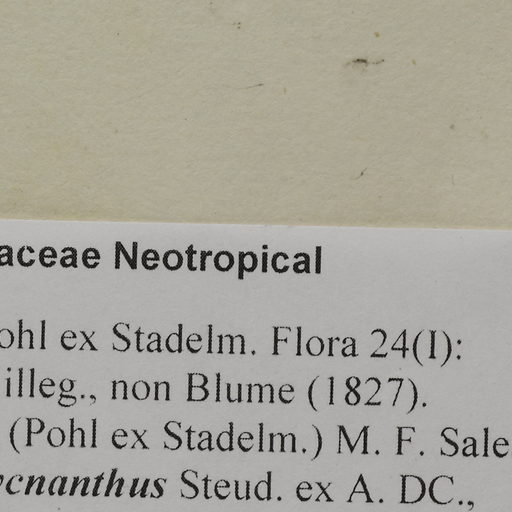 aceae Neotropical
ohl ex Stadelm. Flora 24(I):
illeg., non Blume (1827).
(Pohl ex Stadelm.) M. F. Sale
cnanthus Steud. ex A. DC.,